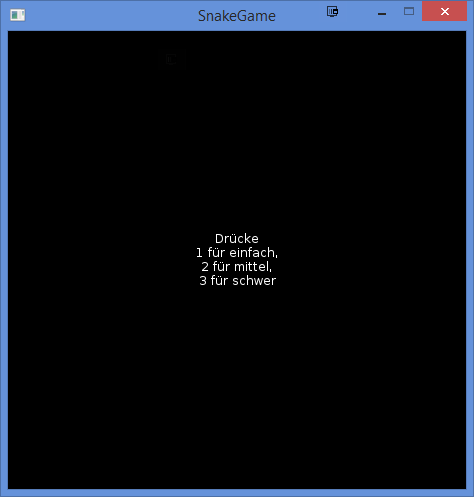 SnakeGame
Drücke
1 für einfach,
2 für mittel,
3 für schwer